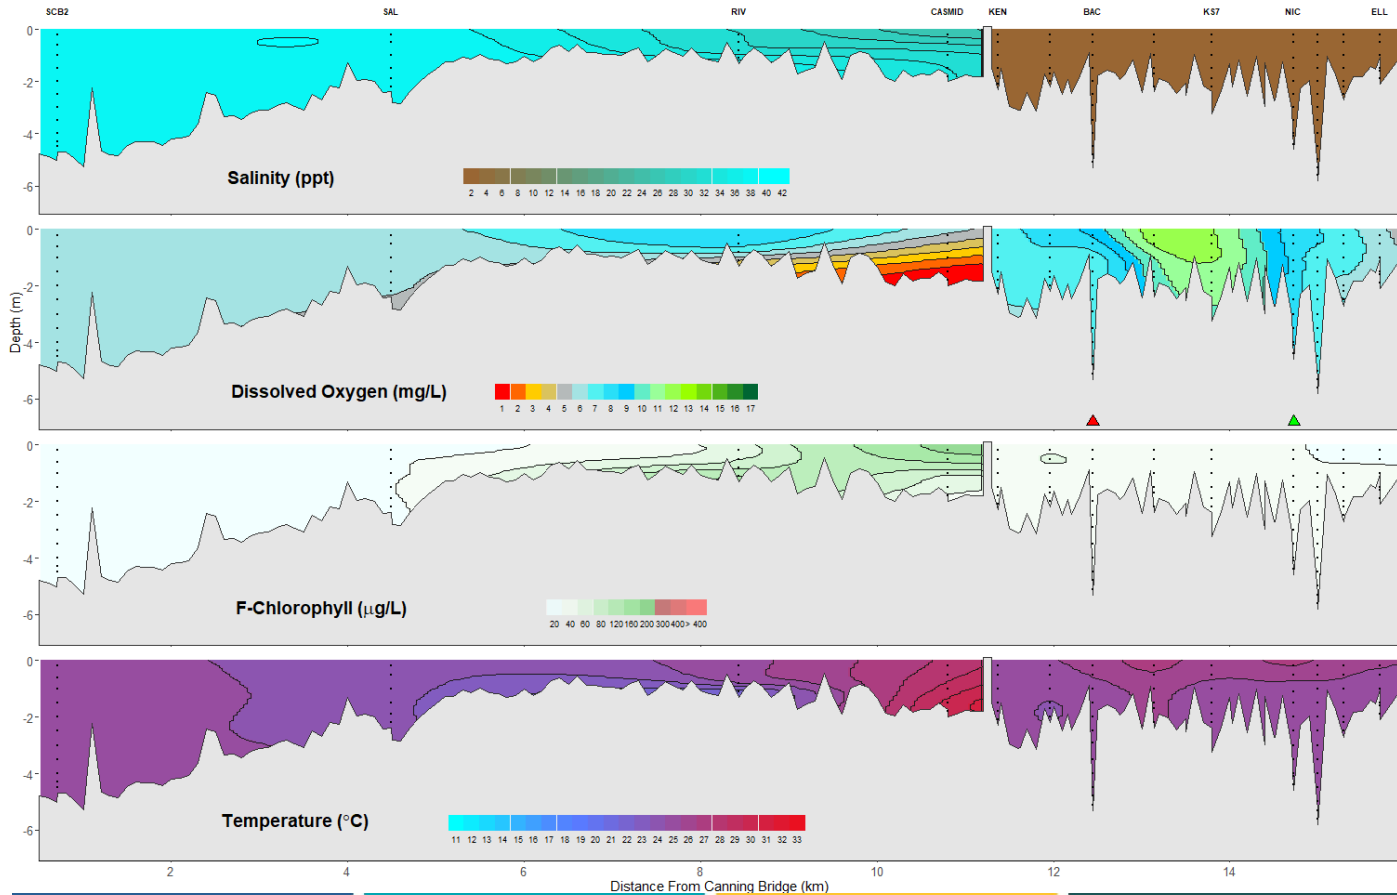 SCB2 SAL RIV CASMID KEN BAC KS7 NIC ELL
0
-2
-4
-6
Salinity (ppt)
2 4 6 8 10 12 14 16 18 20 22 24 26 28 30 32 34 36 38 40 42
0
-2
-4
-6
Depth (m)
Dissolved Oxygen (mg/L)
1 2 3 4 5 6 7 8 9 10 11 12 13 14 15 16 17
0
-2
-4
-6
F-Chlorophyll (μg/L)
20 40 60 80 120 160 200 300 400 > 400
0
-2
-4
-6
Temperature (°C)
11 12 13 14 15 16 17 18 19 20 21 22 23 24 25 26 27 28 29 30 31 32 33
2 4 6 8 10 12 14
Distance From Canning Bridge (km)